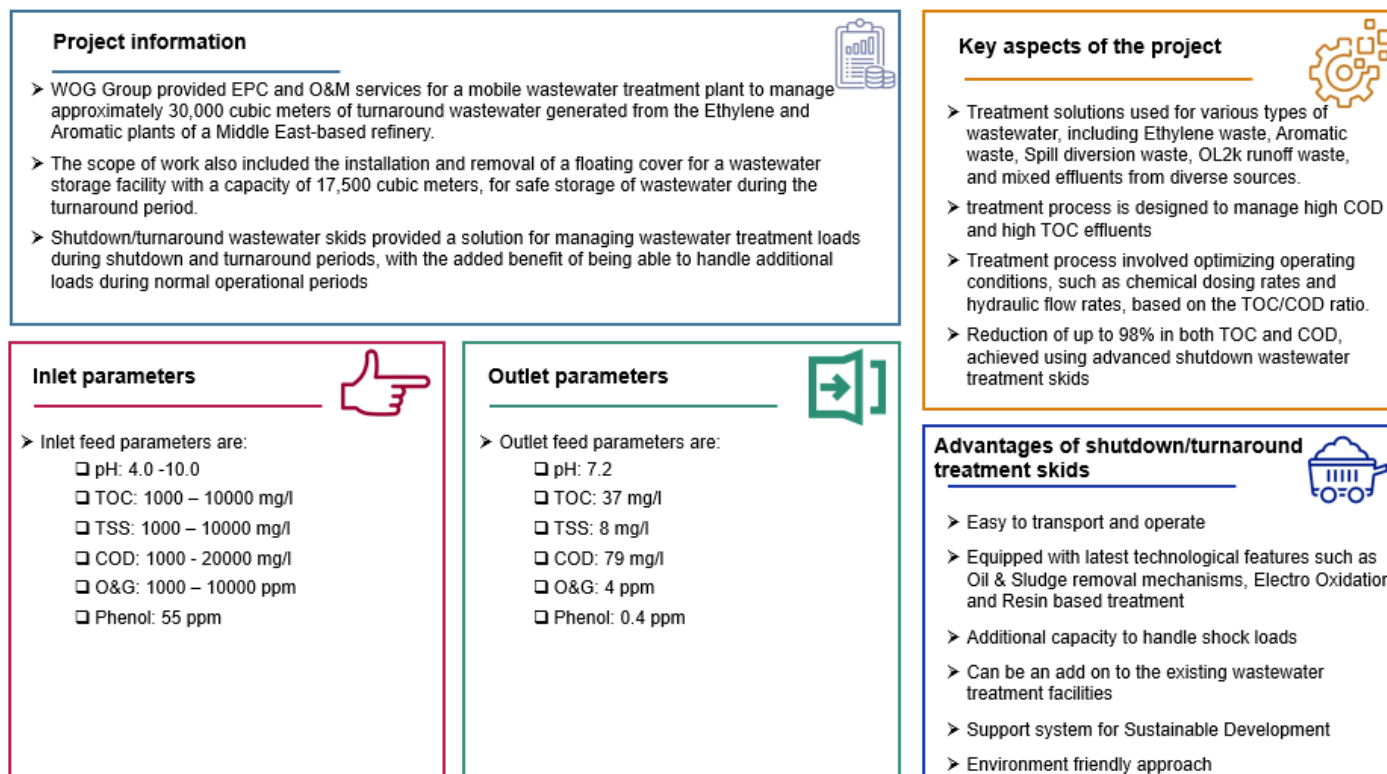 Project information
➤ WOG Group provided EPC and O&M services for a mobile wastewater treatment plant to manage
approximately 30,000 cubic meters of turnaround wastewater generated from the Ethylene and
Aromatic plants of a Middle East-based refinery.
➤ The scope of work also included the installation and removal of a floating cover for a wastewater
storage facility with a capacity of 17,500 cubic meters, for safe storage of wastewater during the
turnaround period.
➤ Shutdown/turnaround wastewater skids provided a solution for managing wastewater treatment loads
during shutdown and turnaround periods, with the added benefit of being able to handle additional
loads during normal operational periods
Inlet parameters
➤ Inlet feed parameters are:
❑ pH: 4.0 -10.0
❑ TOC: 1000 – 10000 mg/l
❑ TSS: 1000 – 10000 mg/l
❑ COD: 1000 - 20000 mg/l
❑ O&G: 1000 – 10000 ppm
❑ Phenol: 55 ppm
Outlet parameters
➤ Outlet feed parameters are:
❑ pH: 7.2
❑ TOC: 37 mg/l
❑ TSS: 8 mg/l
❑ COD: 79 mg/l
❑ O&G: 4 ppm
❑ Phenol: 0.4 ppm
Key aspects of the project
➤ Treatment solutions used for various types of
wastewater, including Ethylene waste, Aromatic
waste, Spill diversion waste, OL2k runoff waste,
and mixed effluents from diverse sources.
➤ treatment process is designed to manage high COD
and high TOC effluents
➤ Treatment process involved optimizing operating
conditions, such as chemical dosing rates and
hydraulic flow rates, based on the TOC/COD ratio.
➤ Reduction of up to 98% in both TOC and COD,
achieved using advanced shutdown wastewater
treatment skids
Advantages of shutdown/turnaround
treatment skids
➤ Easy to transport and operate
➤ Equipped with latest technological features such as
Oil & Sludge removal mechanisms, Electro Oxidation
and Resin based treatment
➤ Additional capacity to handle shock loads
➤ Can be an add on to the existing wastewater
treatment facilities
➤ Support system for Sustainable Development
➤ Environment friendly approach